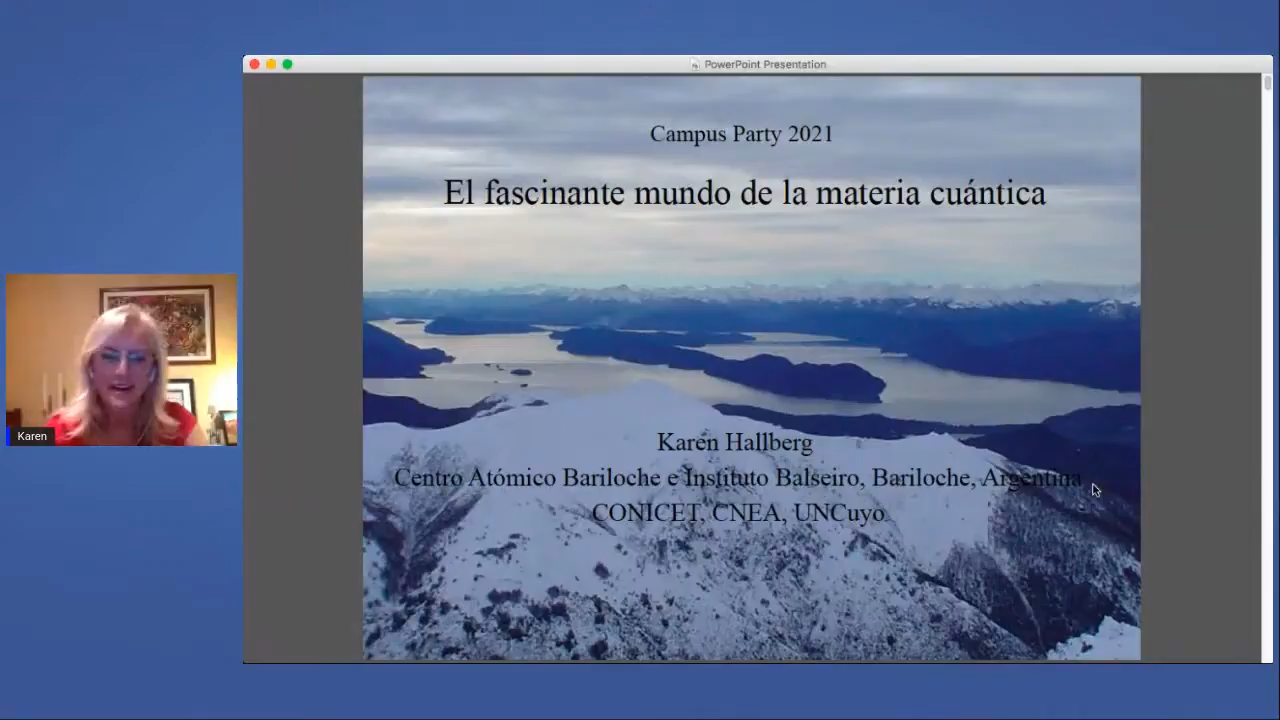 PowerPoint Presentation
Campus Party 2021
El fascinante mundo de la materia cuántica
Karen
Karen Hallberg
Centro Atómico Bariloche e Instituto Balseiro, Bariloche, Argentina
CONICET, CNEA, UNCuyo